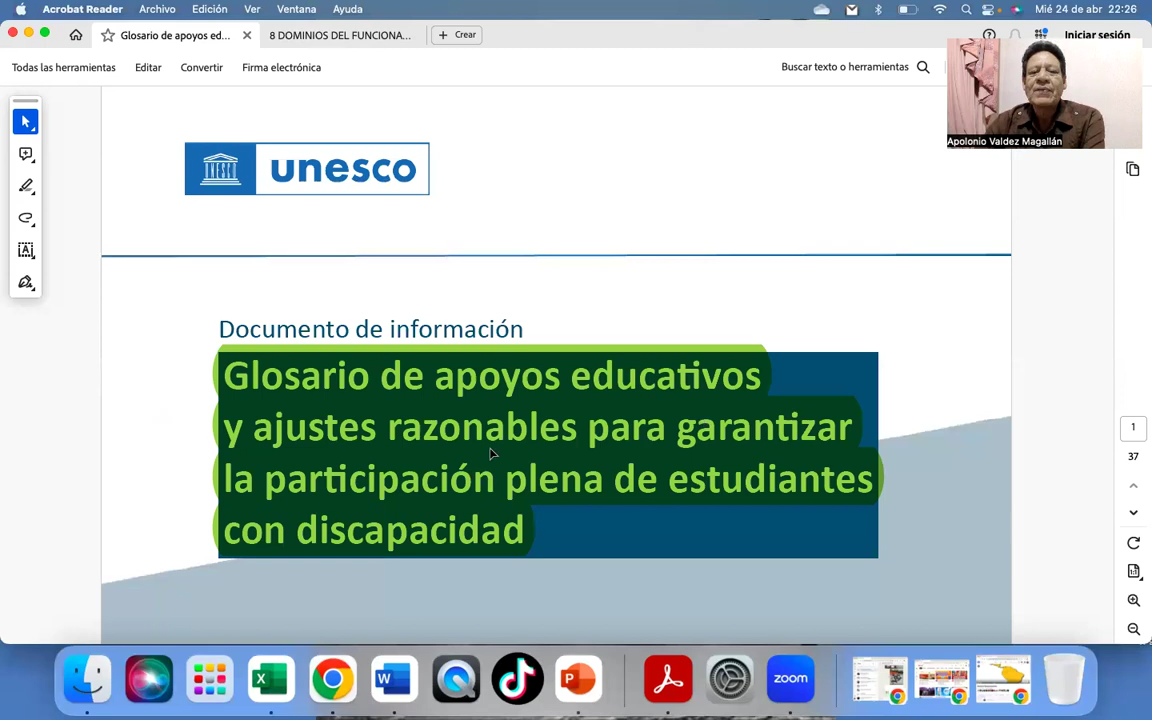 Acrobat Reader Archivo Edición Ver Ventana Ayuda Mié 24 de abr 22:26
Glosario de apoyos ed... 8 DOMINIOS DEL FUNCIONA... + Crear Iniciar sesión
Todas las herramientas Editar Convertir Firma electrónica Buscar texto o herramientas
Apolonio Valdez Magallán
UNESCO unesco
Documento de información
Glosario de apoyos educativos
y ajustes razonables para garantizar
la participación plena de estudiantes
con discapacidad
1
37
zoom